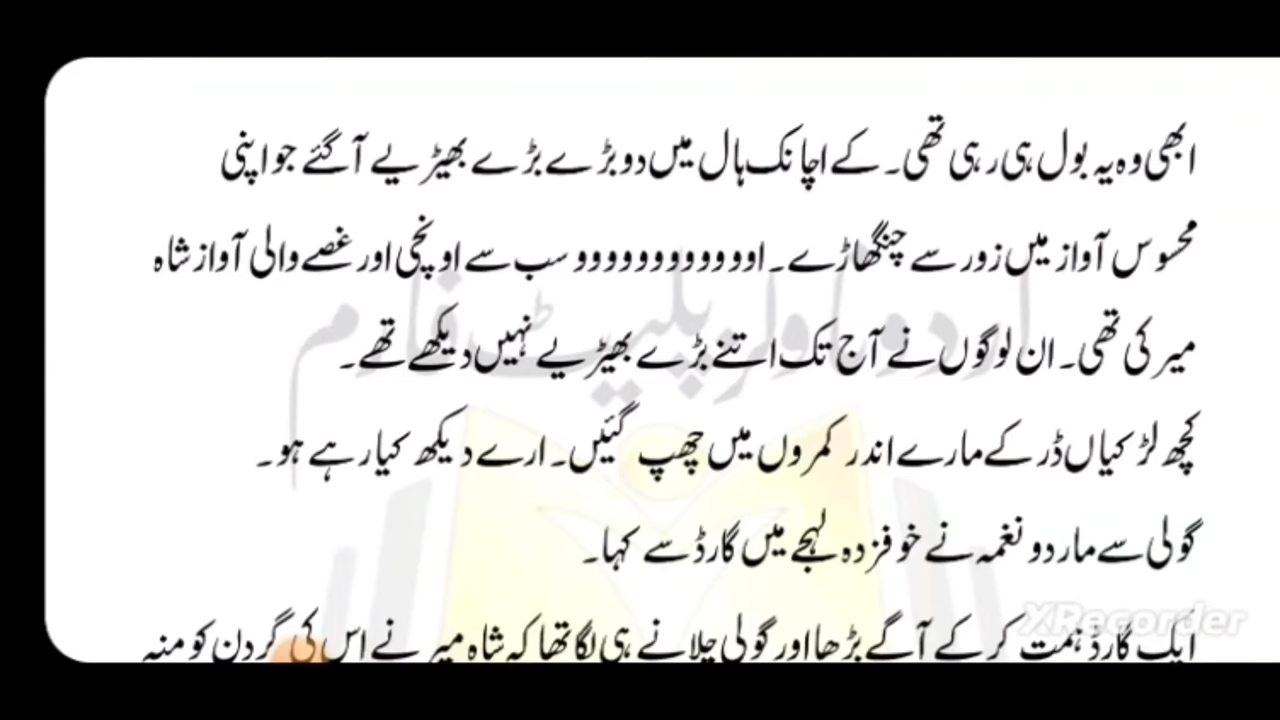 ابھی وہ یہ بول ہی رہی تھی۔ کے اچانک ہال میں دو بڑے بڑے بھیڑیے آگئے جو اپنی
محسوس آواز میں زور سے چنگھاڑے۔ اووووووووووو سب سے اونچی اور غصے والی آواز شاہ
میر کی تھی۔ ان لوگوں نے آج تک اتنے بڑے بھیڑیے نہیں دیکھے تھے۔
کچھ لڑکیاں ڈر کے مارے اندر کمروں میں چھپ گئیں۔ ارے دیکھ کیا رہے ہو۔
گولی سے مار دو نغمہ نے خوفزدہ لہجے میں گارڈ سے کہا۔
XRecorder
ایک گارڈ ہمت کر کے آگے بڑھا اور گولی چلانے ہی لگا تھا کہ شاہ میر نے اس کی گردن کو منہ